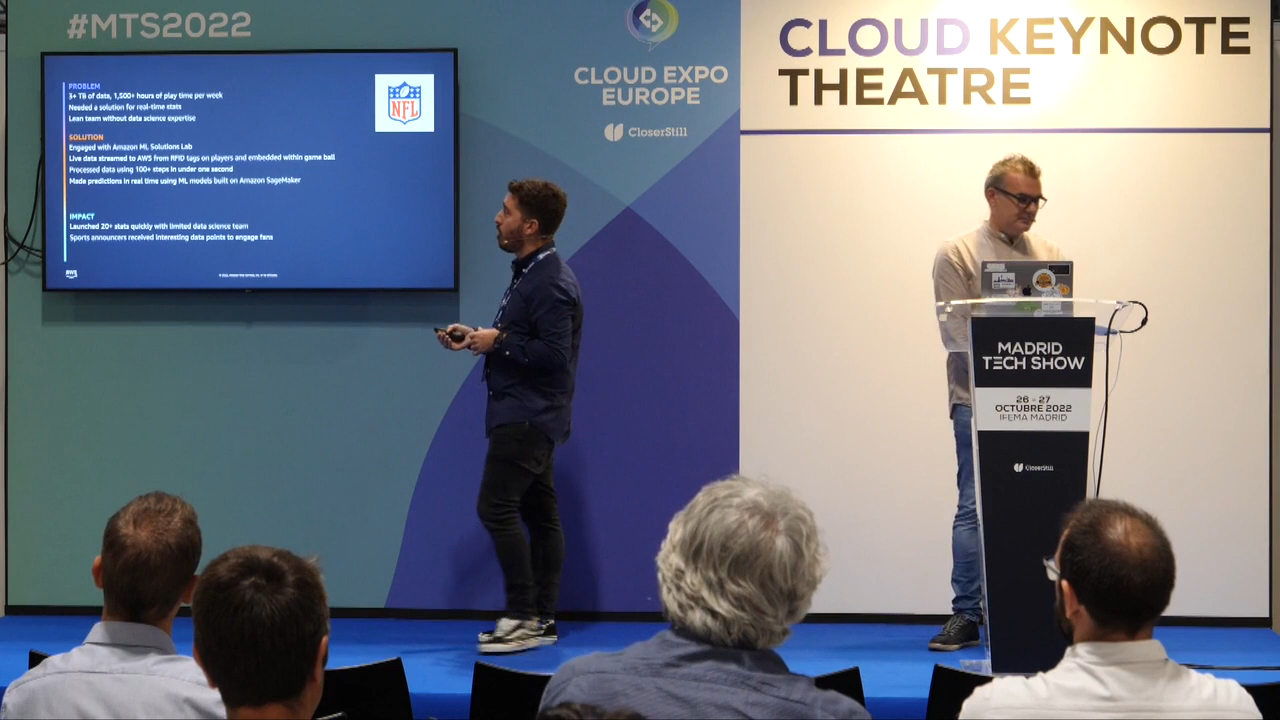 #MTS2022
PROBLEM
3+ TB of data, 1,500+ hours of play time per week
Needed a solution for real-time stats
Lean team without data science expertise
SOLUTION
Engaged with Amazon ML Solutions Lab
Live data streamed to AWS from RFID tags on players and embedded within game ball
Processed data using 100+ steps in under one second
Made predictions in real time using ML models built on Amazon SageMaker
IMPACT
Launched 20+ stats quickly with limited data science team
Sports announcers received interesting data points to engage fans
aws
NFL
CLOUD EXPO
EUROPE
CloserStill
CLOUD KEYNOTE
THEATRE
MADRID
TECH SHOW
26 - 27
OCTUBRE 2022
IFEMA MADRID
CloserStill